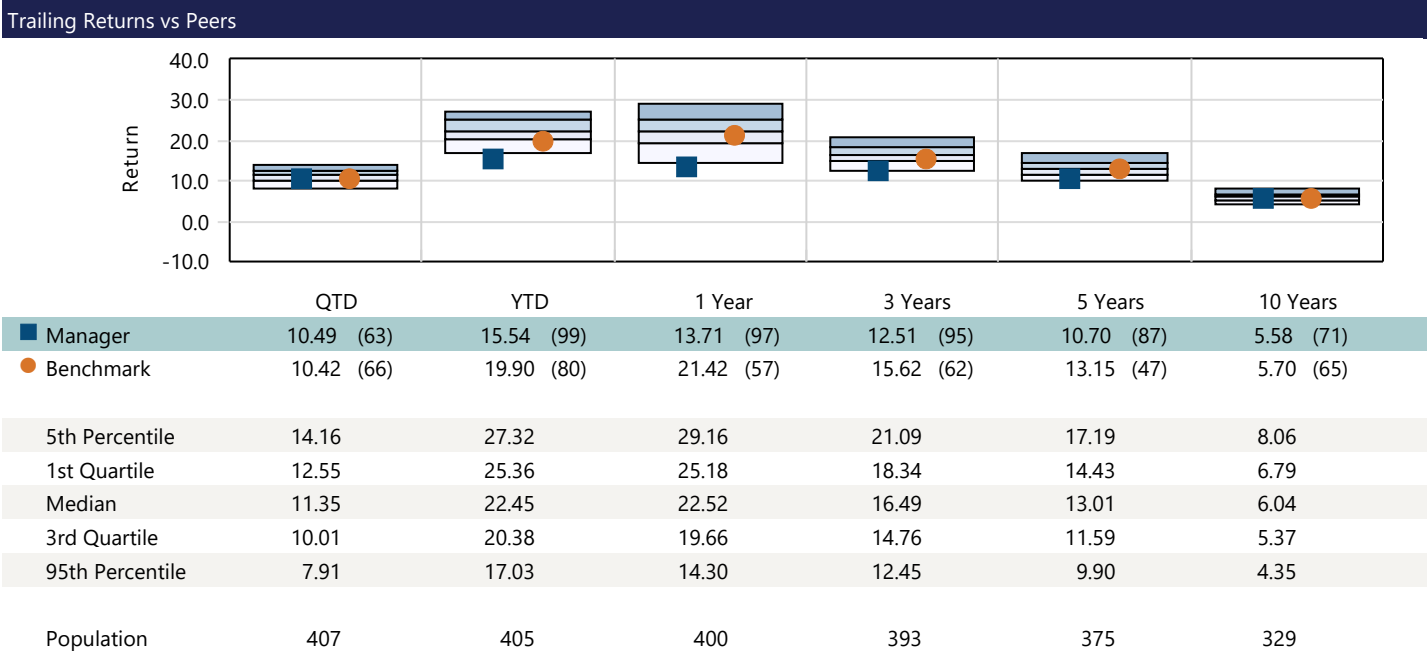 Trailing Returns vs Peers
40.0
30.0
20.0
10.0
0.0
-10.0
Return
QTD YTD 1 Year 3 Years 5 Years 10 Years
Manager 10.49 (63) 15.54 (99) 13.71 (97) 12.51 (95) 10.70 (87) 5.58 (71)
Benchmark 10.42 (66) 19.90 (80) 21.42 (57) 15.62 (62) 13.15 (47) 5.70 (65)
5th Percentile 14.16 27.32 29.16 21.09 17.19 8.06
1st Quartile 12.55 25.36 25.18 18.34 14.43 6.79
Median 11.35 22.45 22.52 16.49 13.01 6.04
3rd Quartile 10.01 20.38 19.66 14.76 11.59 5.37
95th Percentile 7.91 17.03 14.30 12.45 9.90 4.35
Population 407 405 400 393 375 329